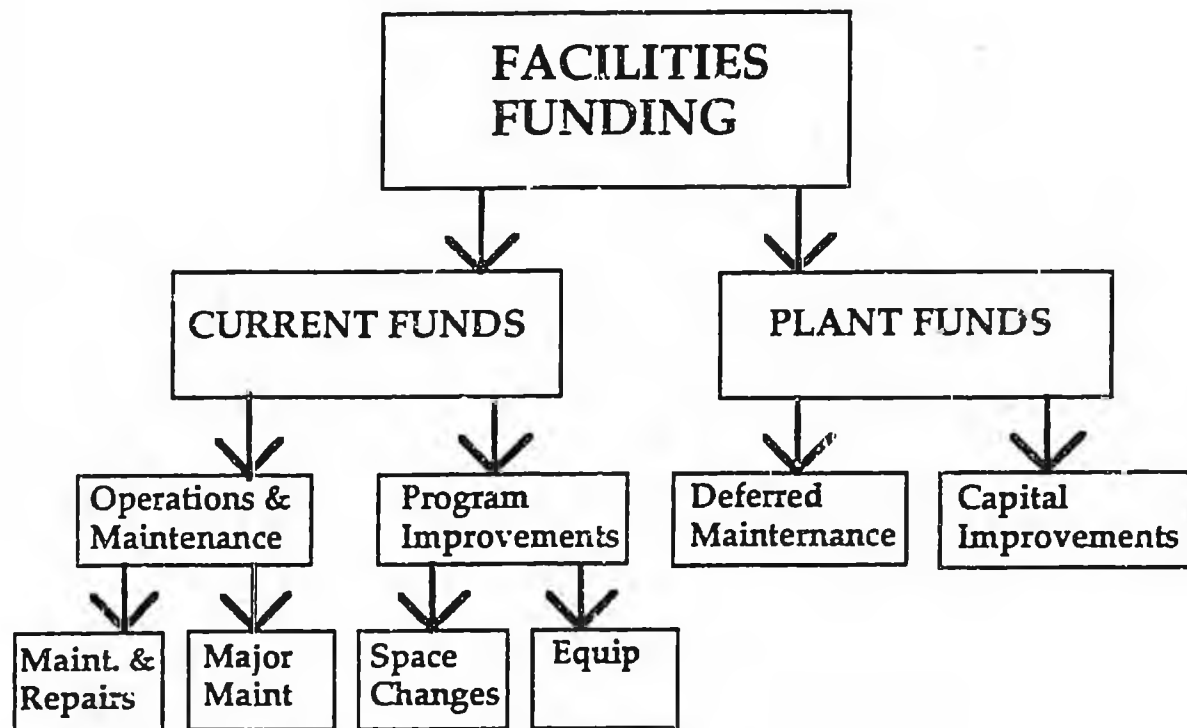 FACILITIES
FUNDING
CURRENT FUNDS
PLANT FUNDS
Operations &
Maintenance
Program
Improvements
Deferred
Mainternance
Capital
Improvements
Maint. &
Repairs
Major
Maint
Space
Changes
Equip